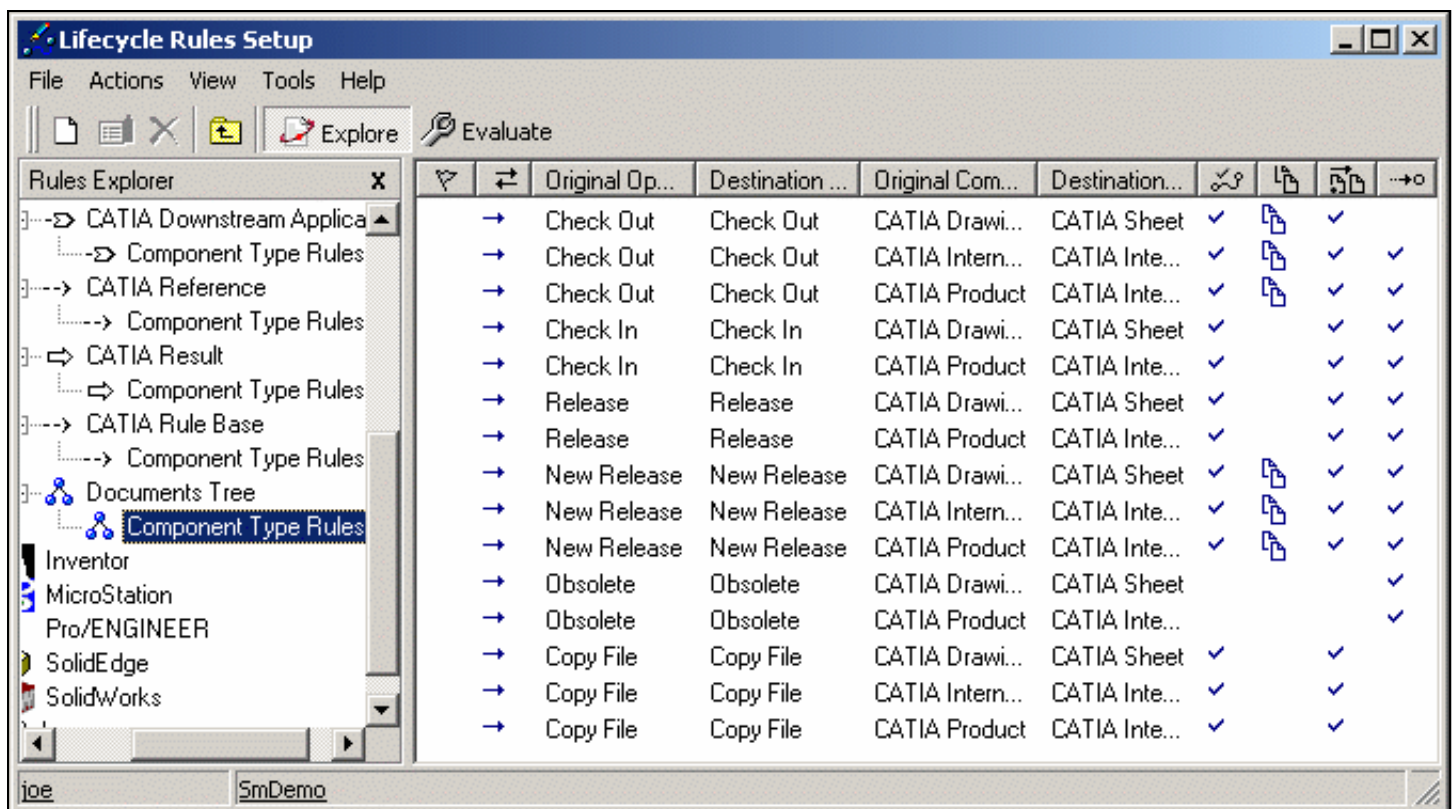 Lifecycle Rules Setup
File Actions View Tools Help
Explore Evaluate
Rules Explorer x
CATIA Downstream Applica
Component Type Rules
CATIA Reference
Component Type Rules
CATIA Result
Component Type Rules
CATIA Rule Base
Component Type Rules
Documents Tree
Component Type Rules
Inventor
MicroStation
Pro/ENGINEER
SolidEdge
SolidWorks
Original Op... Destination ... Original Com... Destination...
Check Out Check Out CATIA Drawi... CATIA Sheet
Check Out Check Out CATIA Intern... CATIA Inte...
Check Out Check Out CATIA Product CATIA Inte...
Check In Check In CATIA Drawi... CATIA Sheet
Check In Check In CATIA Product CATIA Inte...
Release Release CATIA Drawi... CATIA Sheet
Release Release CATIA Product CATIA Inte...
New Release New Release CATIA Drawi... CATIA Sheet
New Release New Release CATIA Intern... CATIA Inte...
New Release New Release CATIA Product CATIA Inte...
Obsolete Obsolete CATIA Drawi... CATIA Sheet
Obsolete Obsolete CATIA Product CATIA Inte...
Copy File Copy File CATIA Drawi... CATIA Sheet
Copy File Copy File CATIA Intern... CATIA Inte...
Copy File Copy File CATIA Product CATIA Inte...
joe SmDemo